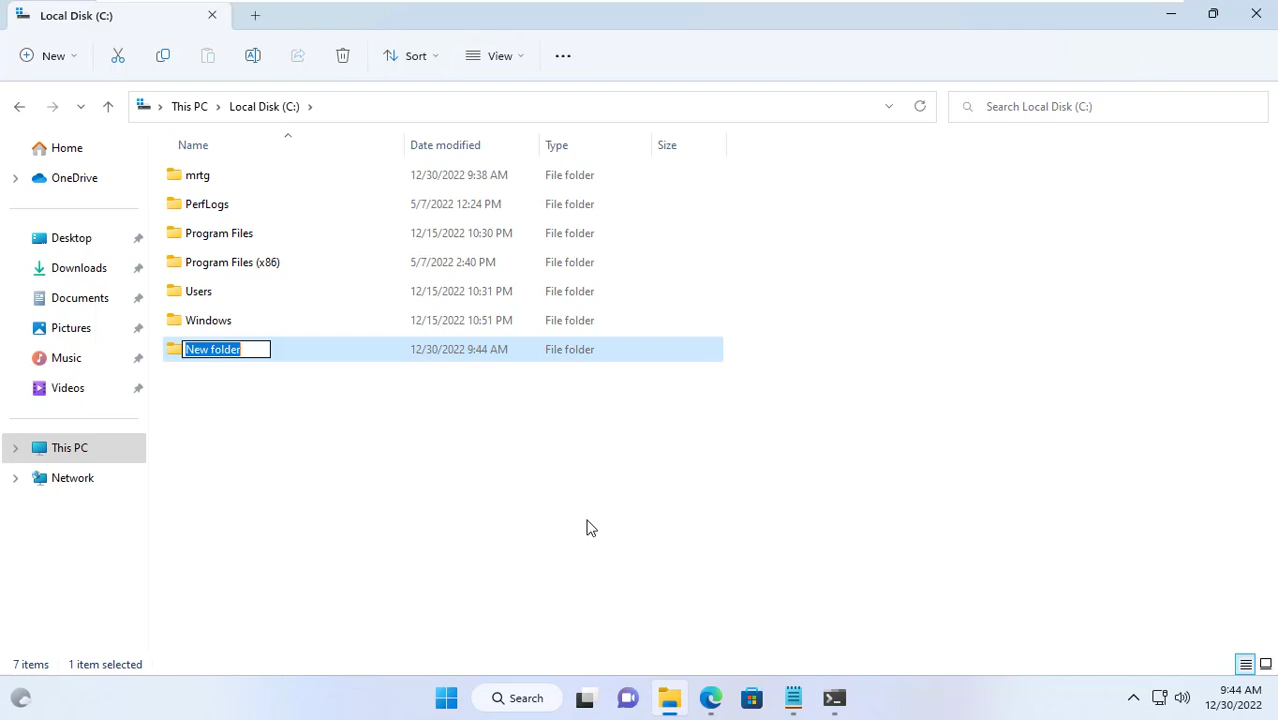 Local Disk (C:)
New
Sort
View
This PC
Local Disk (C:)
Search Local Disk (C:)
Home
OneDrive
Desktop
Downloads
Documents
Pictures
Music
Videos
This PC
Network
Name Date modified Type Size
mrtg 12/30/2022 9:38 AM File folder
PerfLogs 5/7/2022 12:24 PM File folder
Program Files 12/15/2022 10:30 PM File folder
Program Files (x86) 5/7/2022 2:40 PM File folder
Users 12/15/2022 10:31 PM File folder
Windows 12/15/2022 10:51 PM File folder
New folder 12/30/2022 9:44 AM File folder
7 items 1 item selected
Search
9:44 AM
12/30/2022